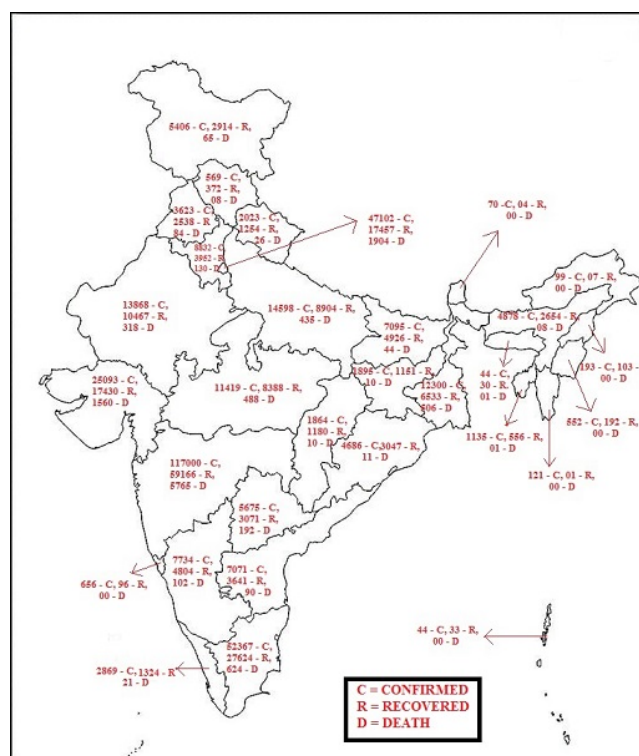 5406 - C, 2914 - R,
65 - D
569 - C,
372 - R,
08 - D
3623 - C,
2538 - R
84 - D
2023 - C,
1254 - R,
26 - D
47102 - C,
17457 - R,
1904 - D
70 -C, 04 - R,
00 - D
8832 - C
3952 - R,
130 - D
99 - C, 07 - R,
00 - D
13868 - C,
10467 - R,
318 - D
14598 - C, 8904 - R,
435 - D
4878 - C, 2654 - R,
08 - D
7095 - C,
4926 - R,
44 - D
193 - C, 103 -
00 - D
25093 - C,
17430 - R,
1560 - D
11419 - C, 8388 - R,
488 - D
1895 - C, 1151 - R,
10 - D
12300 - C,
6533 - R,
506 - D
44 - C,
30 - R,
01 - D
552 - C, 192 - R,
00 - D
1864 - C,
1180 - R,
10 - D
4686 - C,3047 - R,
11 - D
1135 - C, 556 - R,
01 - D
121 - C, 01 - R,
00 - D
117000 - C,
59166 - R,
5765 - D
5675 - C,
3071 - R,
192 - D
7734 - C,
4804 - R,
102 - D
7071 - C,
3641 - R,
90 - D
656 - C, 96 - R,
00 - D
44 - C, 33 - R,
00 - D
52367 - C,
27624 - R,
624 - D
2869 - C, 1324 - R
21 - D
C = CONFIRMED
R = RECOVERED
D = DEATH